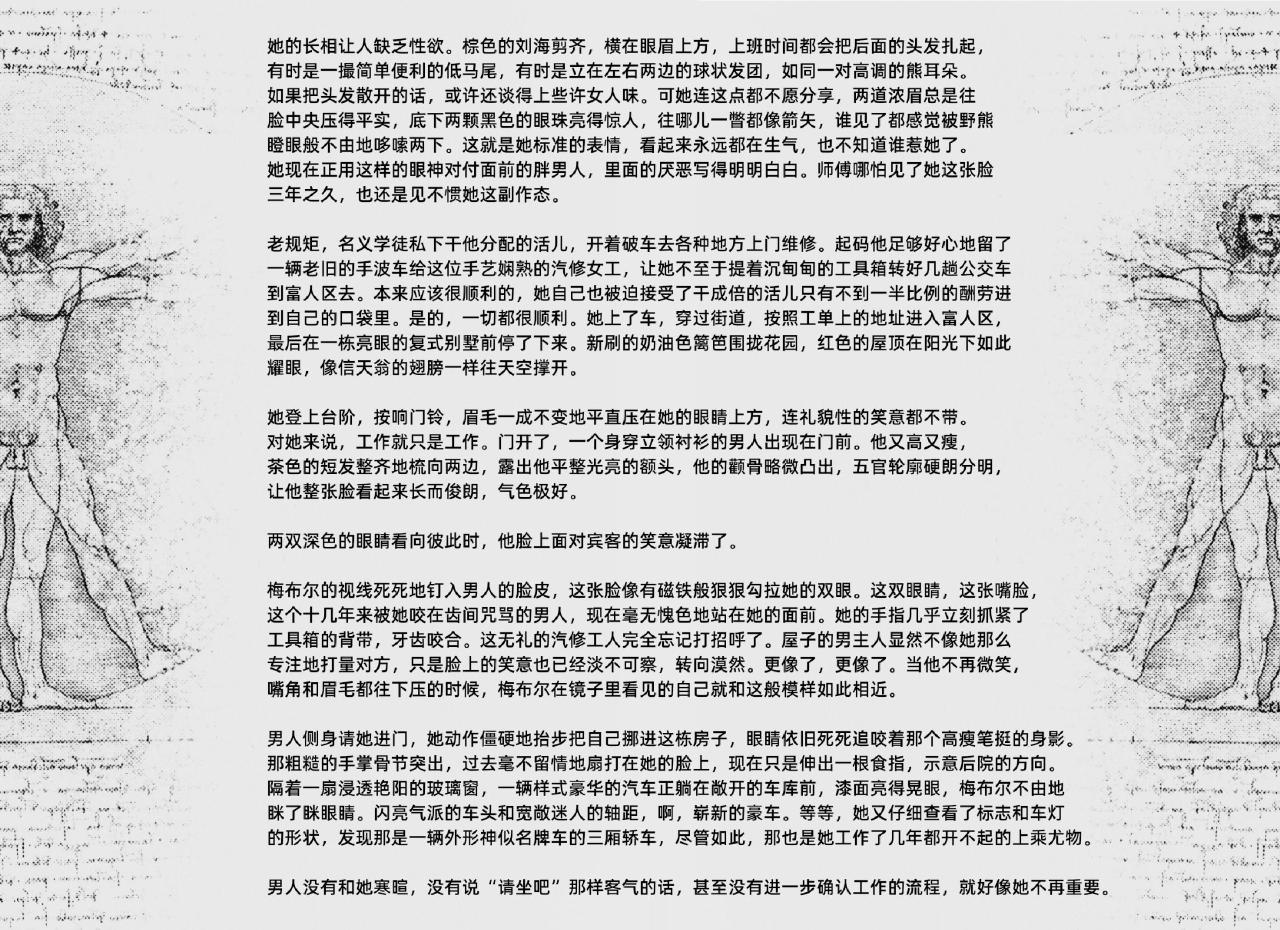 她的长相让人缺乏性欲。棕色的刘海剪齐，横在眼眉上方，上班时间都会把后面的头发扎起，
有时是一撮简单便利的低马尾，有时是立在左右两边的球状发团，如同一对高调的熊耳朵。
如果把头发散开的话，或许还谈得上些许女人味。可她连这点都不愿分享，两道浓眉总是往
脸中央压得平实，底下两颗黑色的眼珠亮得惊人，往哪儿一瞥都像箭矢，谁见了都感觉被野熊
瞪眼般不由地哆嗦两下。这就是她标准的表情，看起来永远都在生气，也不知道谁惹她了。
她现在正用这样的眼神对付面前的胖男人，里面的厌恶写得明明白白。师傅哪怕见了她这张脸
三年之久，也还是见不惯她这副作态。
老规矩，名义学徒私下干他分配的活儿，开着破车去各种地方上门维修。起码他足够好心地留了
一辆老旧的手波车给这位手艺娴熟的汽修女工，让她不至于提着沉甸甸的工具箱转好几趟公交车
到富人区去。本来应该很顺利的，她自己也被迫接受了干成倍的活儿只有不到一半比例的酬劳进
到自己的口袋里。是的，一切都很顺利。她上了车，穿过街道，按照工单上的地址进入富人区，
最后在一栋亮眼的复式别墅前停了下来。新刷的奶油色篱笆围拢花园，红色的屋顶在阳光下如此
耀眼，像信天翁的翅膀一样往天空撑开。
她登上台阶，按响门铃，眉毛一成不变地平直压在她的眼睛上方，连礼貌性的笑意都不带。
对她来说，工作就只是工作。门开了，一个身穿立领衬衫的男人出现在门前。他又高又瘦，
茶色的短发整齐地梳向两边，露出他平整光亮的额头，他的颧骨略微凸出，五官轮廓硬朗分明，
让他整张脸看起来长而俊朗，气色极好。
两双深色的眼睛看向彼此时，他脸上面对宾客的笑意凝滞了。
梅布尔的视线死死地钉入男人的脸皮，这张脸像有磁铁般狠狠勾拉她的双眼。这双眼睛，这张嘴脸，
这个十几年来被她咬在齿间咒骂的男人，现在毫无愧色地站在她的面前。她的手指几乎立刻抓紧了
工具箱的背带，牙齿咬合。这无礼的汽修工人完全忘记打招呼了。屋子的男主人显然不像她那么
专注地打量对方，只是脸上的笑意也已经淡不可察，转向漠然。更像了，更像了。当他不再微笑，
嘴角和眉毛都往下压的时候，梅布尔在镜子里看见的自己就和这般模样如此相近。
男人侧身请她进门，她动作僵硬地抬步把自己挪进这栋房子，眼睛依旧死死追咬着那个高瘦笔挺的身影。
那粗糙的手掌骨节突出，过去毫不留情地扇打在她的脸上，现在只是伸出一根食指，示意后院的方向。
隔着一扇浸透艳阳的玻璃窗，一辆样式豪华的汽车正躺在敞开的车库前，漆面亮得晃眼，梅布尔不由地
眯了眯眼睛。闪亮气派的车头和宽敞迷人的轴距，啊，崭新的豪车。等等，她又仔细查看了标志和车灯
的形状，发现那是一辆外形神似名牌车的三厢轿车，尽管如此，那也是她工作了几年都开不起的上乘尤物。
男人没有和她寒暄，没有说“请坐吧”那样客气的话，甚至没有进一步确认工作的流程，就好像她不再重要。